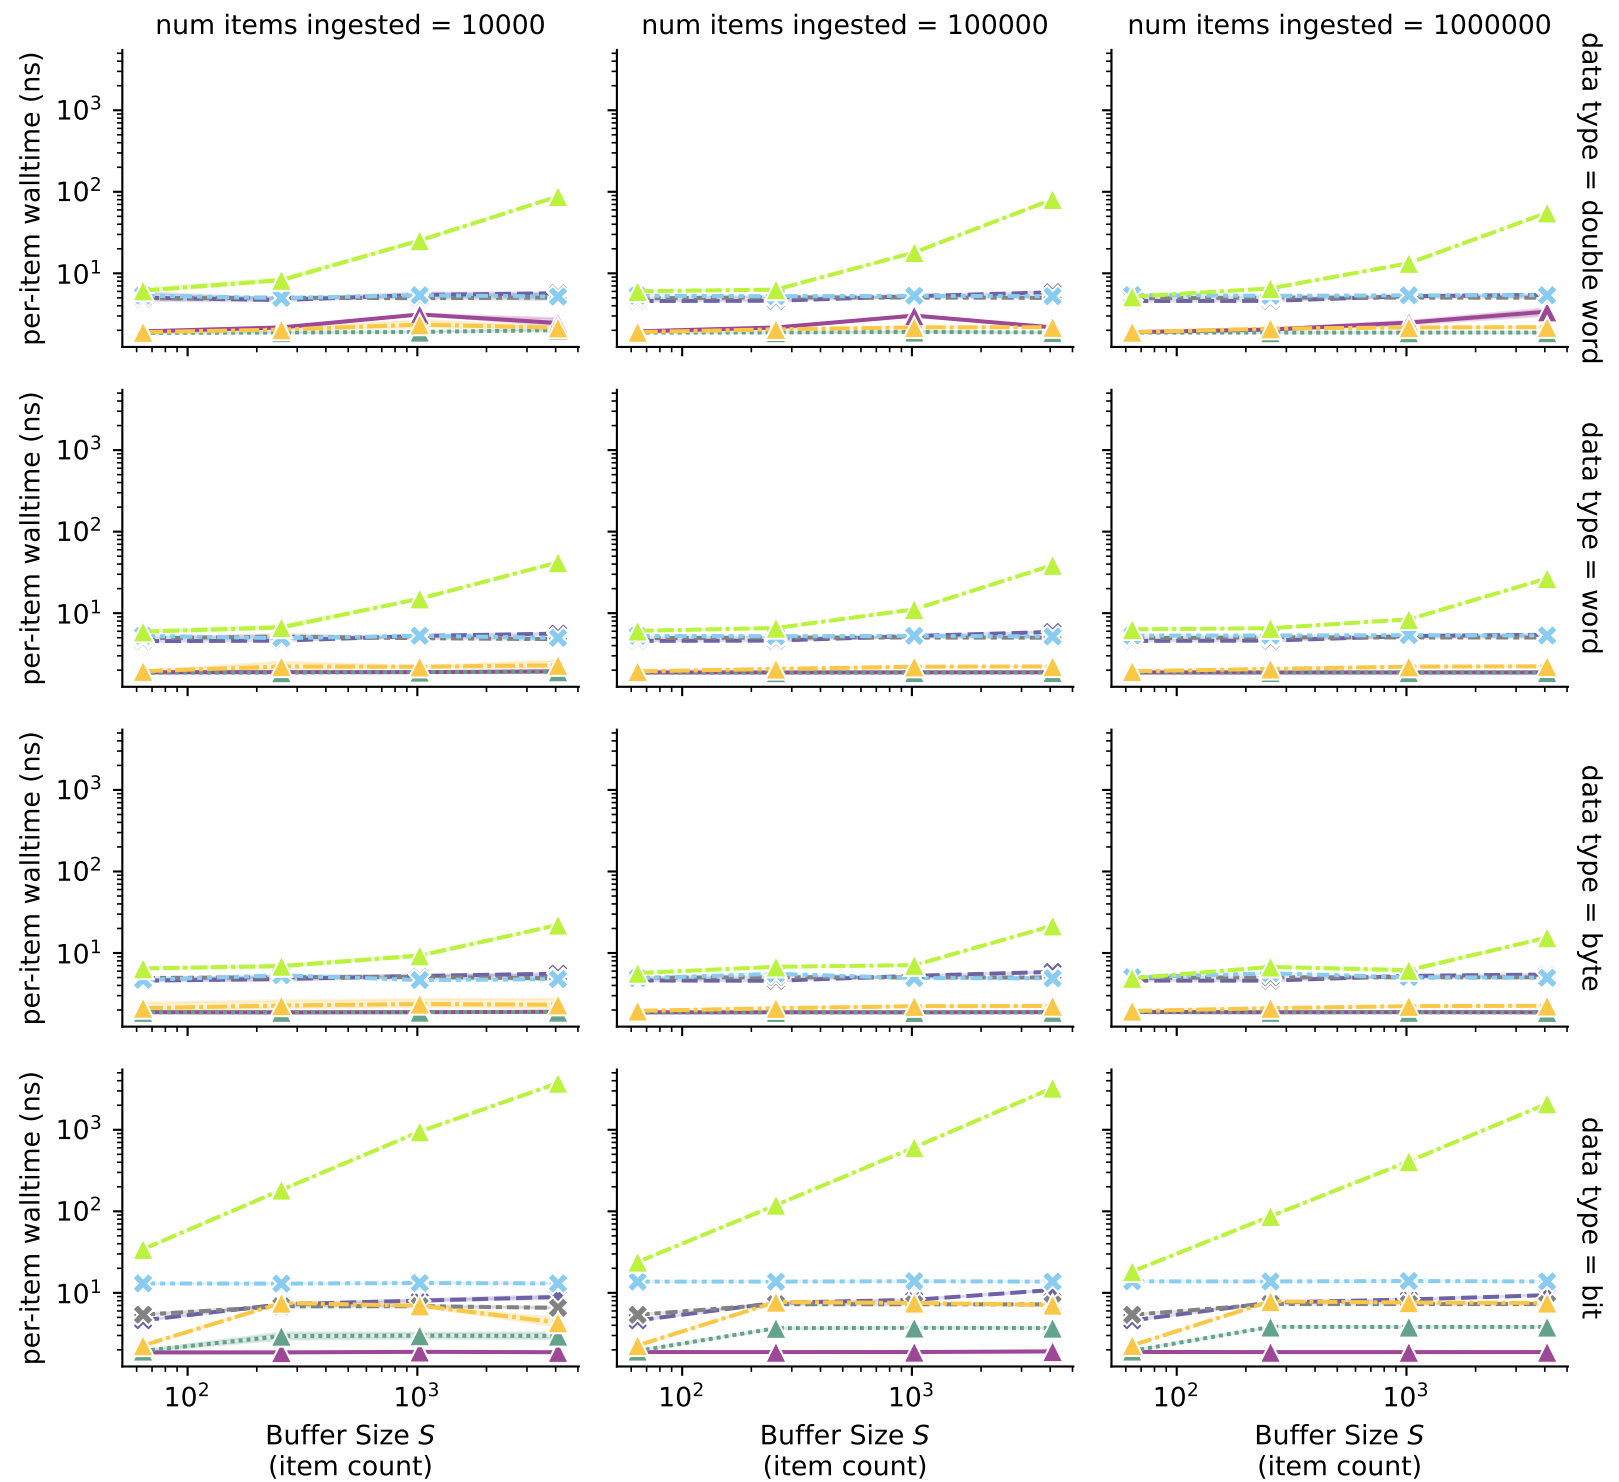 num items ingested = 10000
num items ingested = 100000
num items ingested = 1000000
per-item walltime (ns)
10³
10²
10¹
data type = double word
per-item walltime (ns)
10³
10²
10¹
data type = word
per-item walltime (ns)
10³
10²
10¹
data type = byte
per-item walltime (ns)
10³
10²
10¹
data type = bit
10² 10³
10² 10³
10² 10³
Buffer Size S
(item count)
Buffer Size S
(item count)
Buffer Size S
(item count)